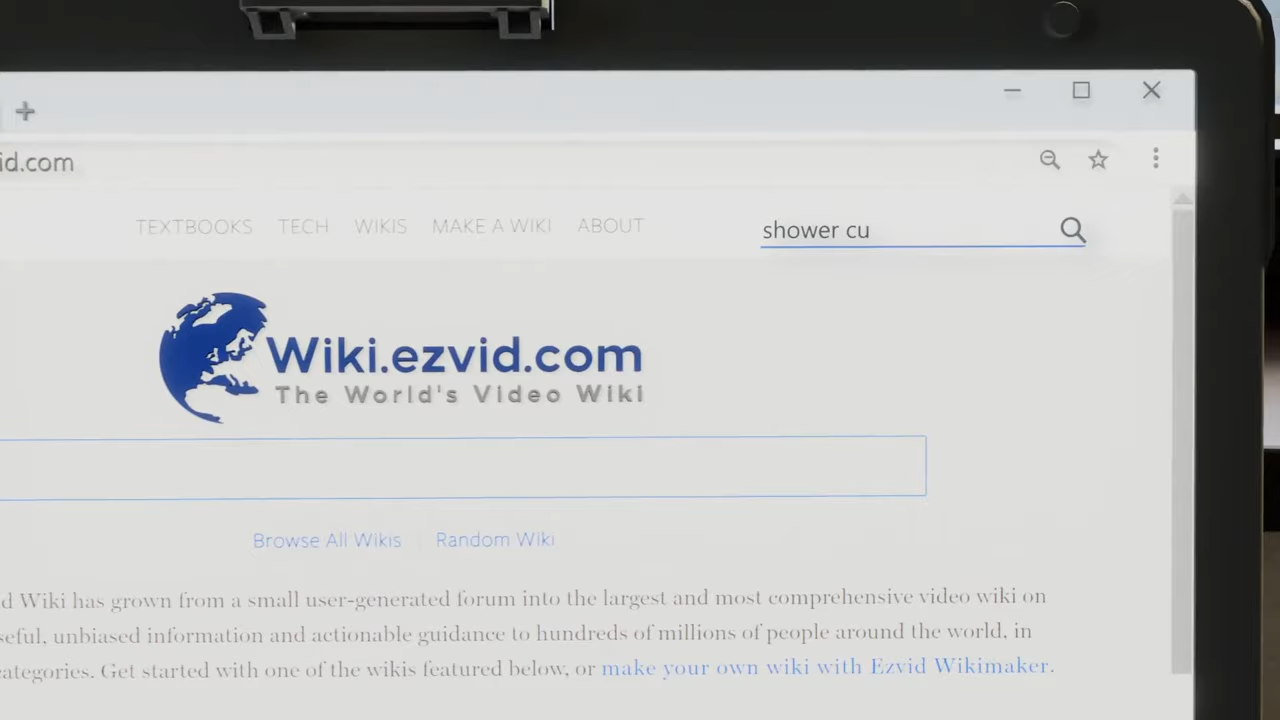 id.com
TEXTBOOKS TECH WIKIS MAKE A WIKI ABOUT
shower cu
Wiki.ezvid.com
The World's Video Wiki
Browse All Wikis Random Wiki
d Wiki has grown from a small user-generated forum into the largest and most comprehensive video wiki on
seful, unbiased information and actionable guidance to hundreds of millions of people around the world, in
categories. Get started with one of the wikis featured below, or make your own wiki with Ezvid Wikimaker.